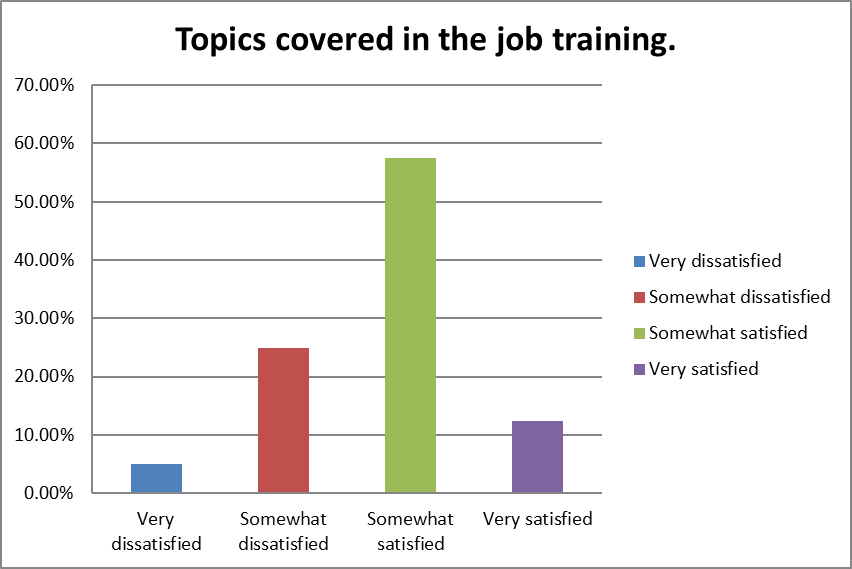 Topics covered in the job training.
70.00%
60.00%
50.00%
40.00%
30.00%
20.00%
10.00%
0.00%
Very
dissatisfied
Somewhat
dissatisfied
Somewhat
satisfied
Very satisfied
Very dissatisfied
Somewhat dissatisfied
Somewhat satisfied
Very satisfied